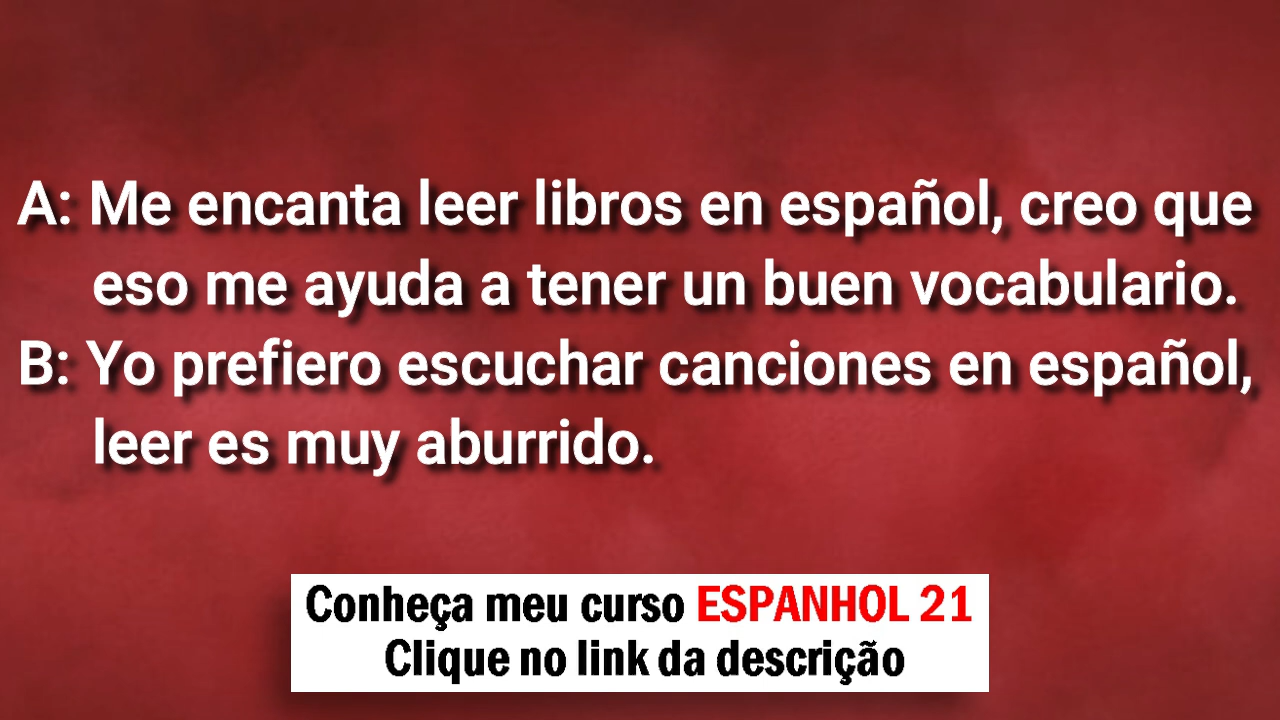 A: Me encanta leer libros en español, creo que
eso me ayuda a tener un buen vocabulario.
B: Yo prefiero escuchar canciones en español,
leer es muy aburrido.
Conheça meu curso ESPANHOL 21
Clique no link da descrição